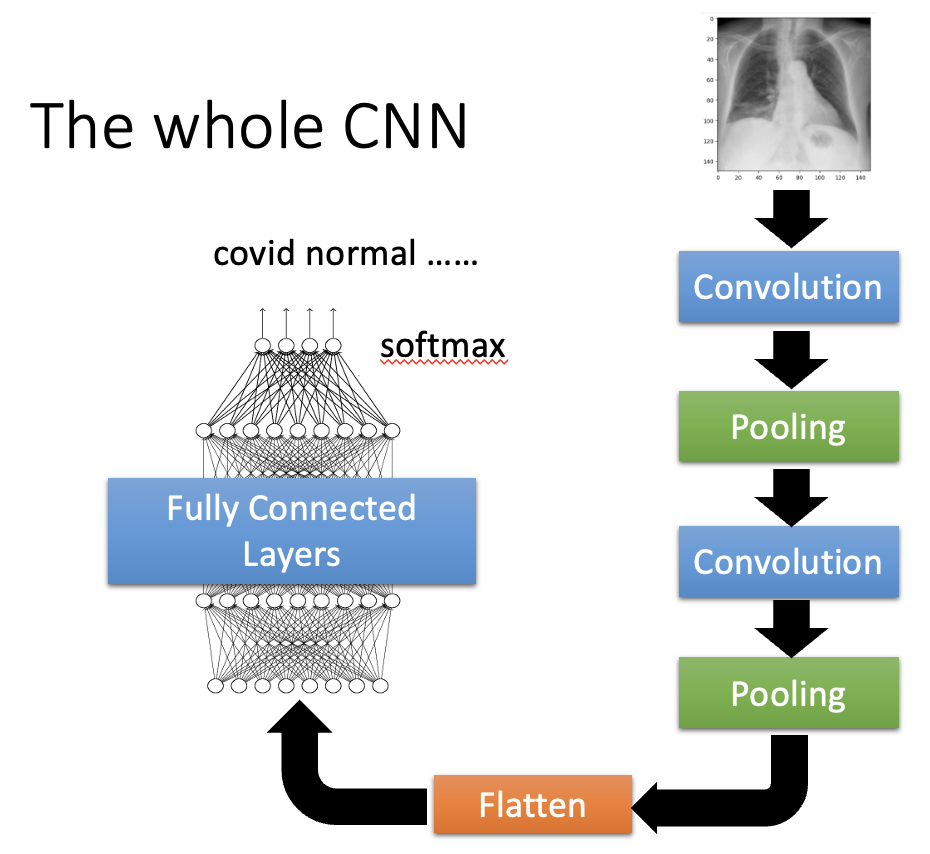 The whole CNN
0
20
40
60
80
100
120
140
0 20 40 60 80 100 120 140
Convolution
Pooling
Convolution
Pooling
Flatten
Fully Connected
Layers
softmax
covid normal ......